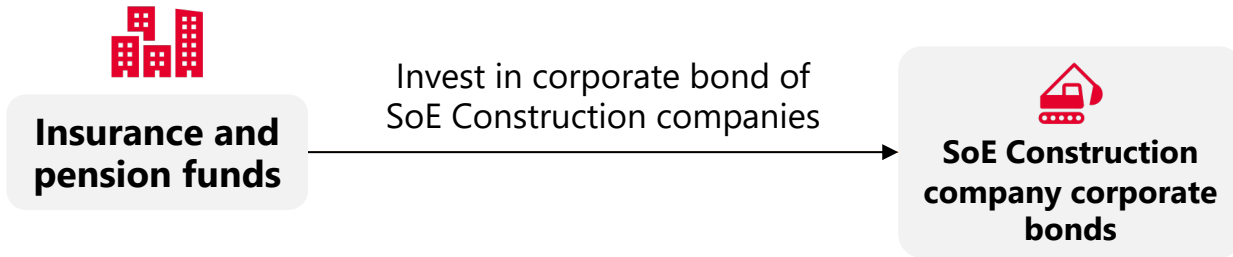 Insurance and
pension funds
Invest in corporate bond of
SoE Construction companies
SoE Construction
company corporate
bonds